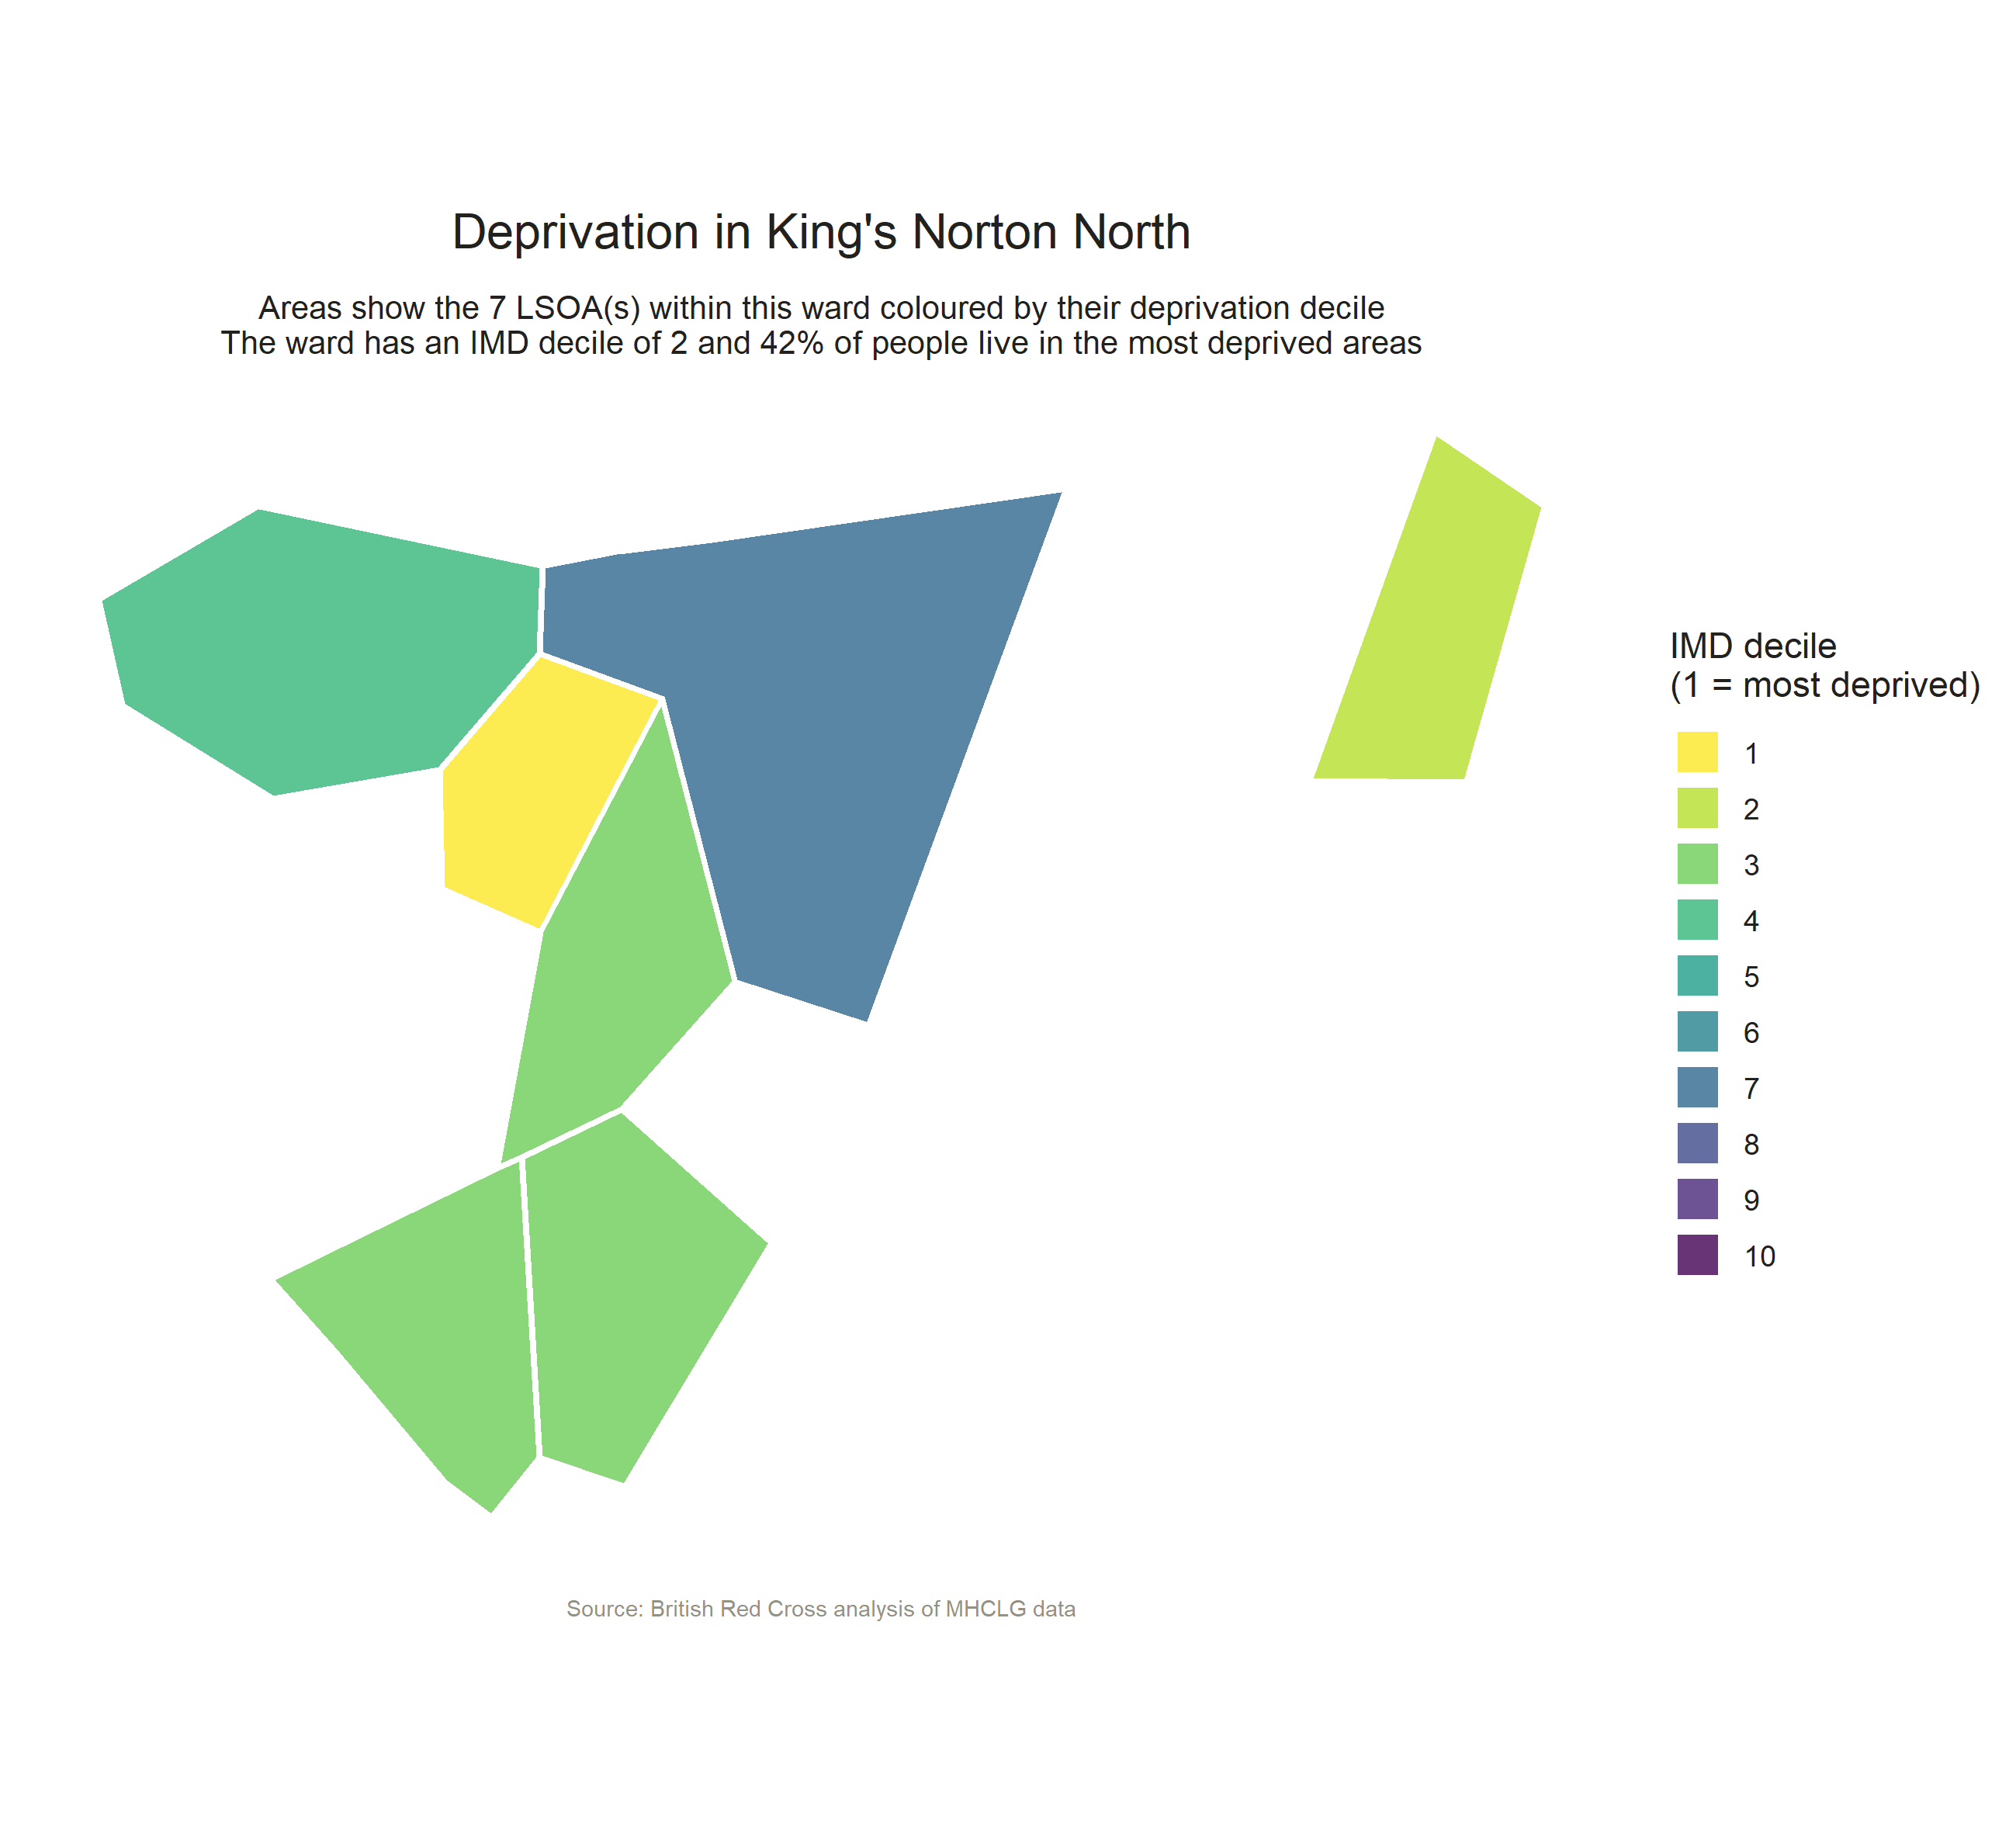 Deprivation in King's Norton North
Areas show the 7 LSOA(s) within this ward coloured by their deprivation decile
The ward has an IMD decile of 2 and 42% of people live in the most deprived areas
IMD decile
(1 = most deprived)
1
2
3
4
5
6
7
8
9
10
Source: British Red Cross analysis of MHCLG data